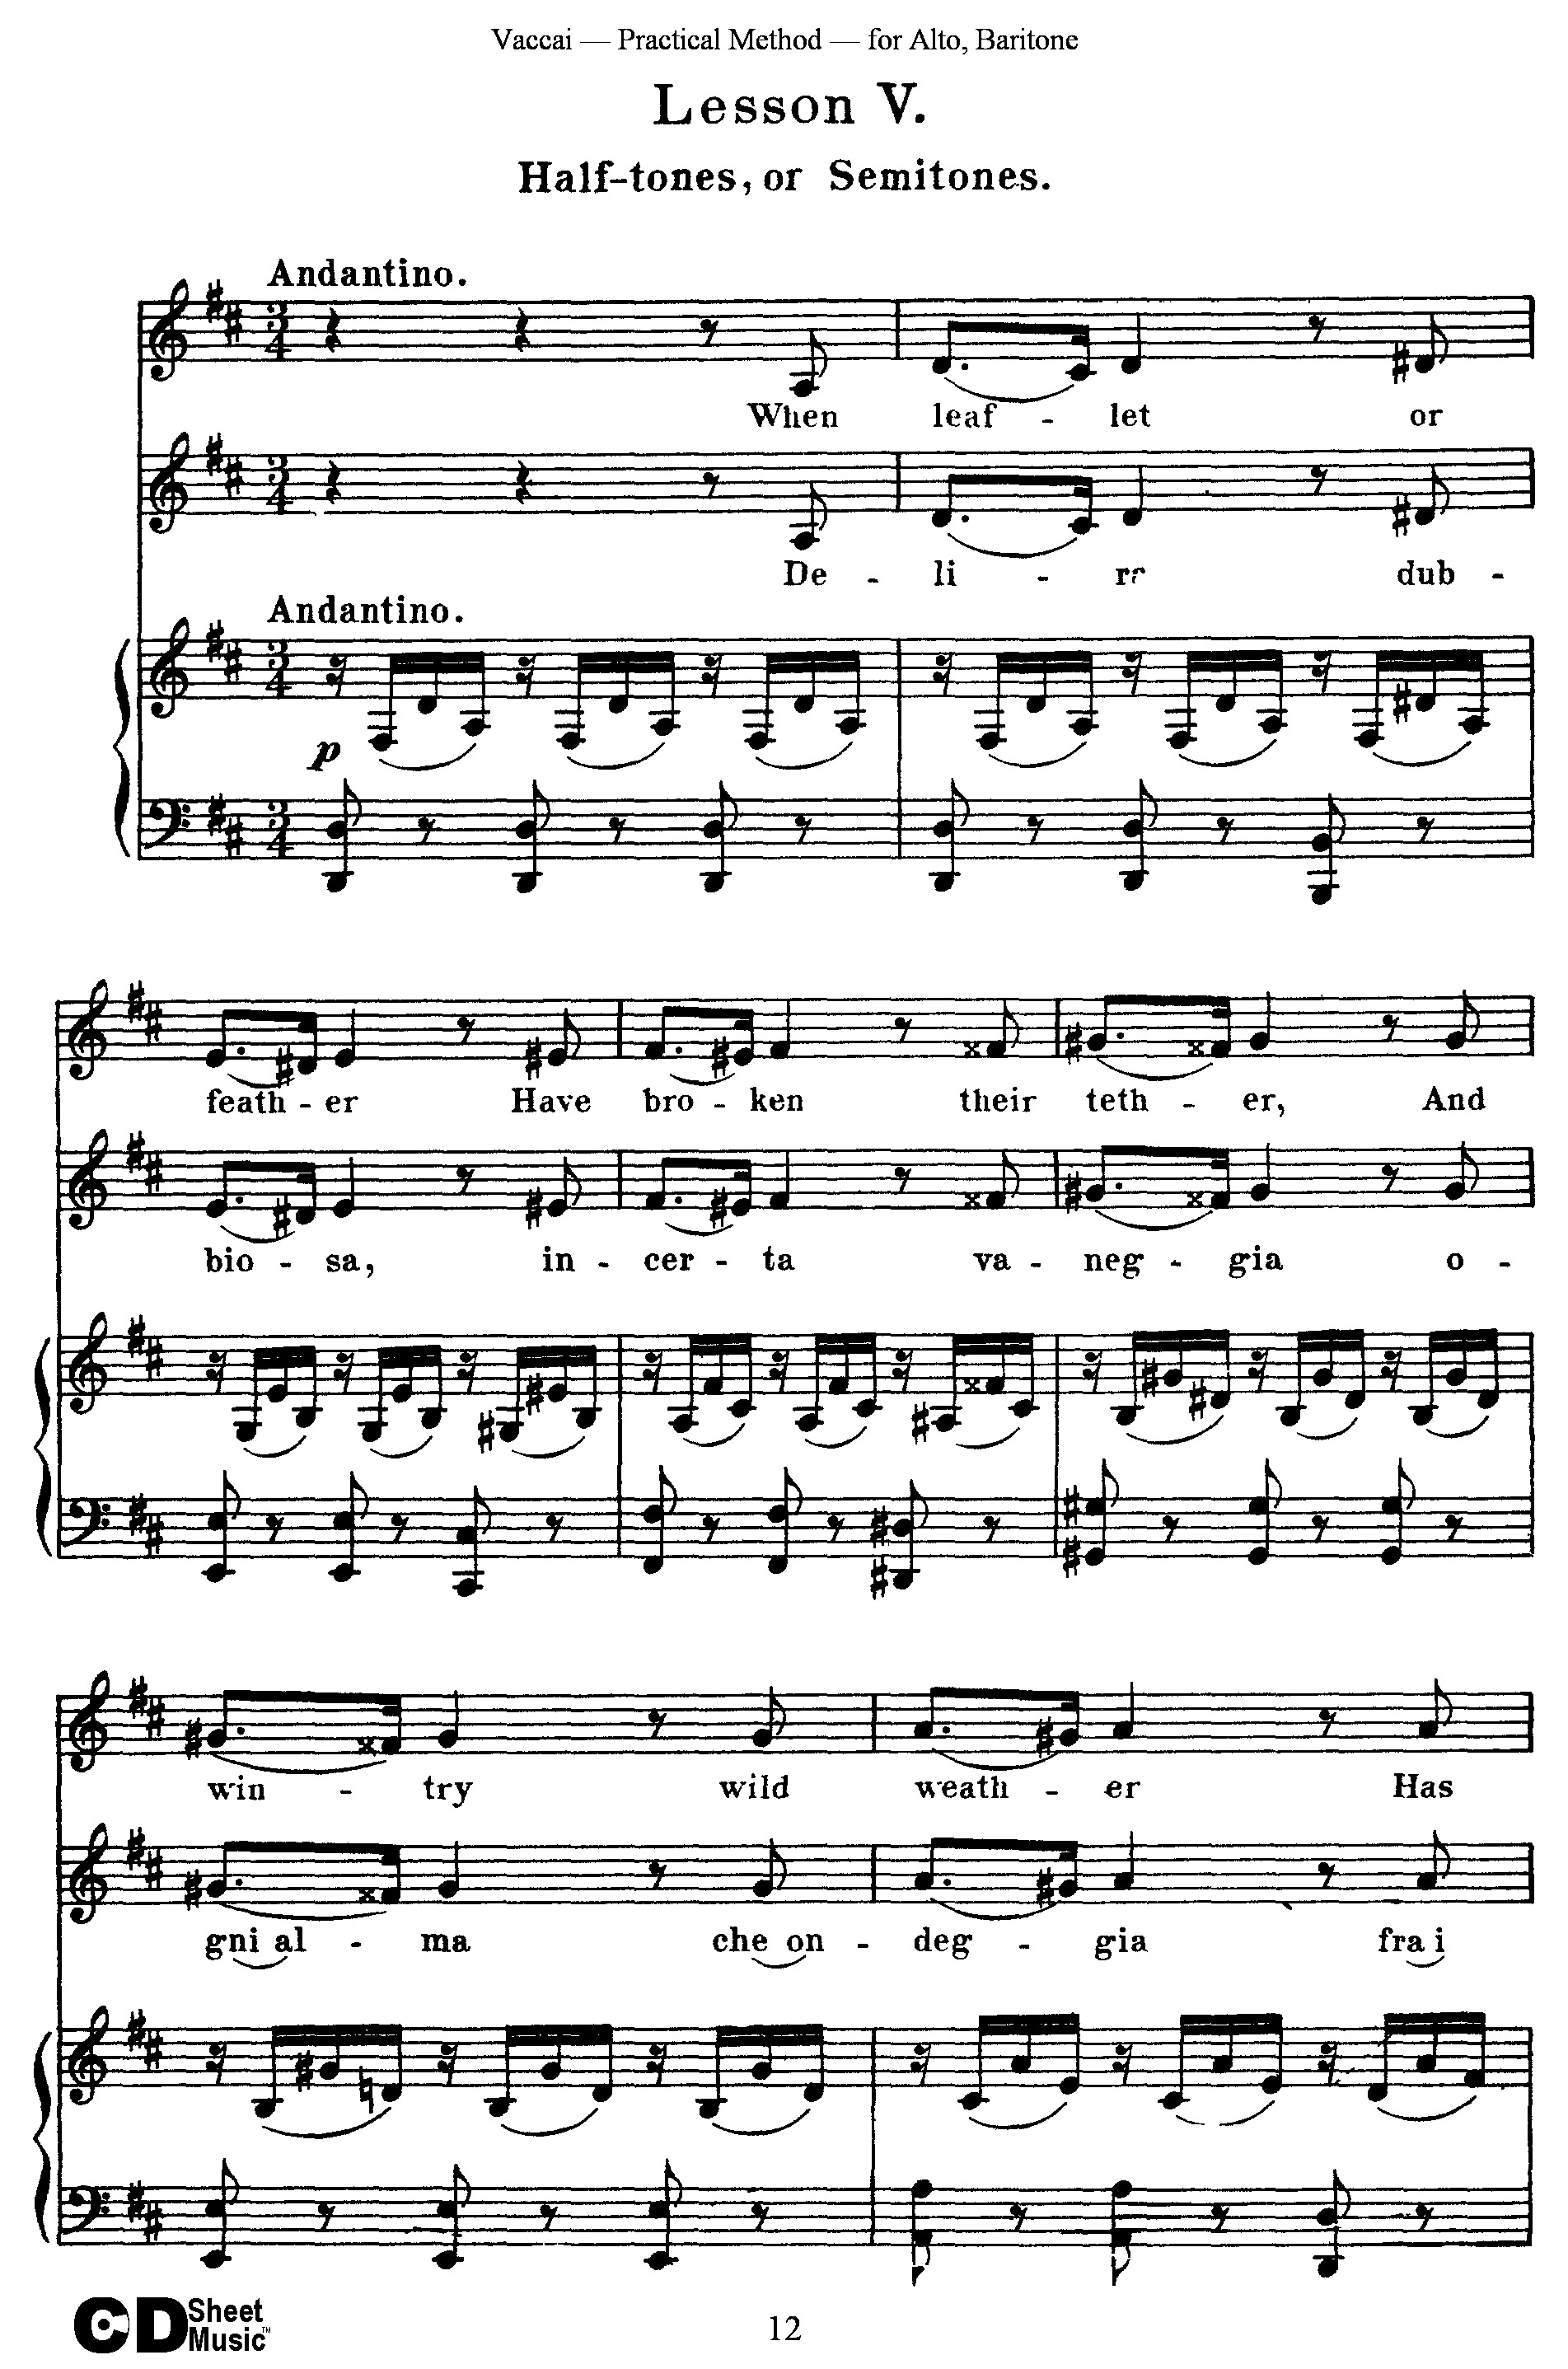 Vaccai — Practical Method — for Alto, Baritone
Lesson V.
Half-tones, or Semitones.
Andantino.
When leaf - let or
De - li - dub -
Andantino.
p
feath - er Have bro - ken their teth - er, And
bio - sa, in - cer - ta va - neg - gia o -
win - try wild weath - er Has
gni al - ma che on - deg - gia fra i
CD Sheet Music™
12